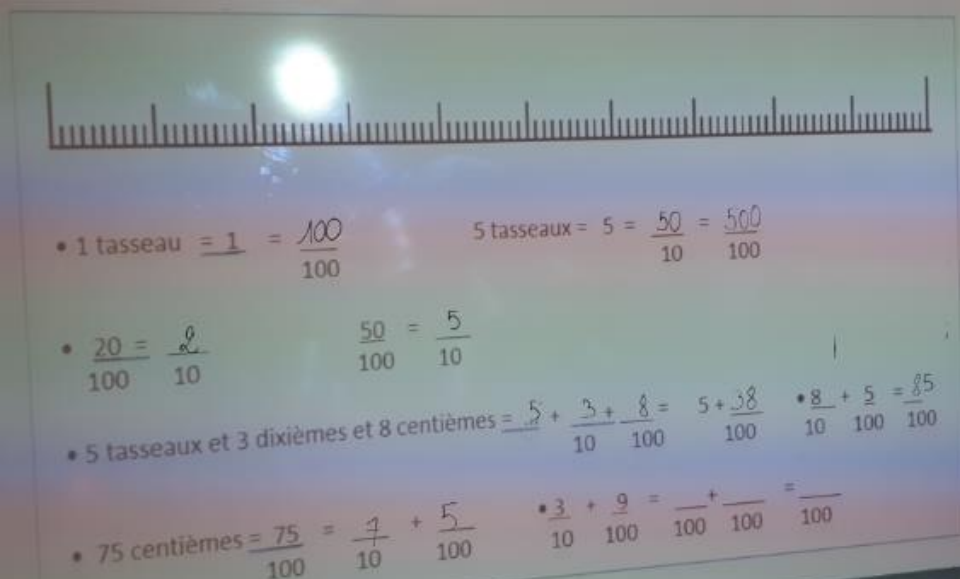 • 1 tasseau = 1 = 100/100 5 tasseaux = 5 = 50/10 = 500/100
• 20/100 = 2/10 50/100 = 5/10
• 5 tasseaux et 3 dixièmes et 8 centièmes = 5 + 3/10 + 8/100 = 5 + 38/100 • 8/10 + 5/100 = 85/100
• 75 centièmes = 75/100 = 7/10 + 5/100 • 3/10 + 9/100 = __/100 + __/100 = __/100